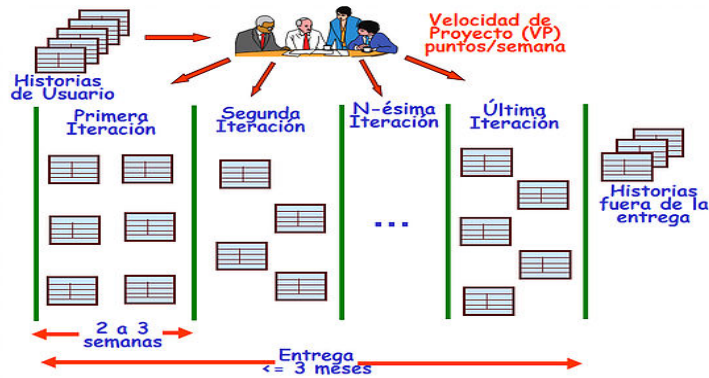 Velocidad de
Proyecto (VP)
puntos/semana
Historias
de Usuario
Primera
Iteración
Segunda
Iteración
N-ésima
Iteración
Última
Iteración
...
Historias
fuera de la
entrega
2 a 3
semanas
Entrega
<= 3 meses